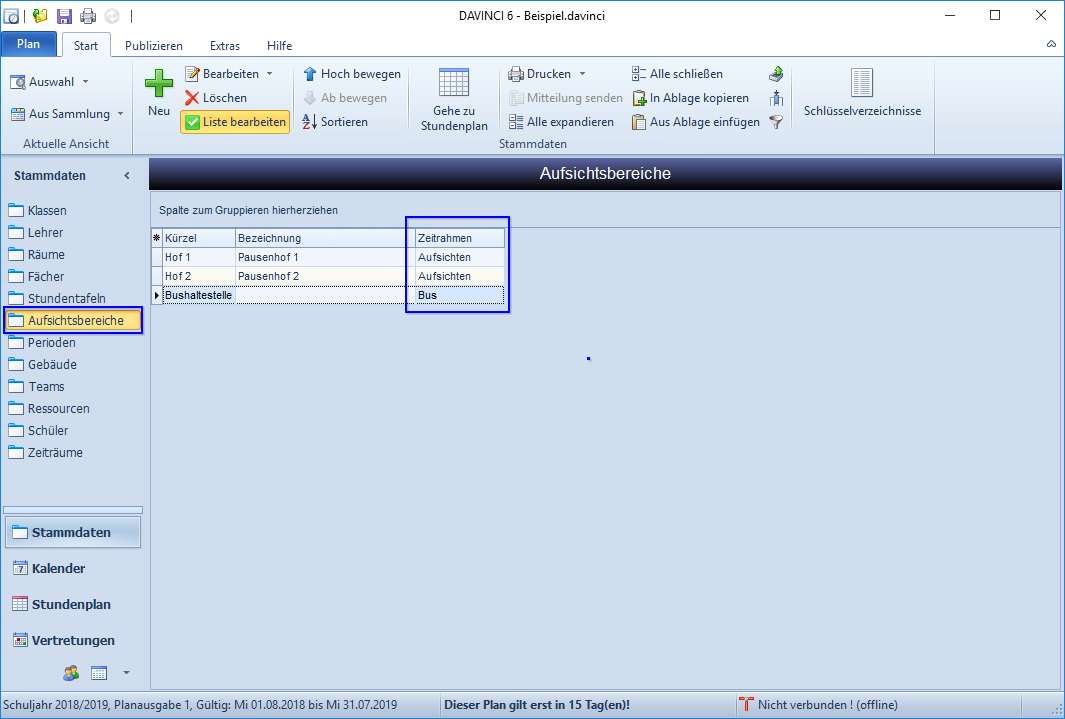 DAVINCI 6 - Beispiel.davinci
Plan Start Publizieren Extras Hilfe
Auswahl
Aus Sammlung
Aktuelle Ansicht
Neu
Bearbeiten
Löschen
Liste bearbeiten
Hoch bewegen
Ab bewegen
Sortieren
Gehe zu
Stundenplan
Drucken
Mitteilung senden
Alle expandieren
Alle schließen
In Ablage kopieren
Aus Ablage einfügen
Stammdaten
Schlüsselverzeichnisse
Stammdaten
Klassen
Lehrer
Räume
Fächer
Stundentafeln
Aufsichtsbereiche
Perioden
Gebäude
Teams
Ressourcen
Schüler
Zeiträume
Stammdaten
Kalender
Stundenplan
Vertretungen
Aufsichtsbereiche
Spalte zum Gruppieren hierherziehen
Kürzel Bezeichnung Zeitrahmen
Hof 1 Pausenhof 1 Aufsichten
Hof 2 Pausenhof 2 Aufsichten
Bushaltestelle Bus
Schuljahr 2018/2019, Planausgabe 1, Gültig: Mi 01.08.2018 bis Mi 31.07.2019 Dieser Plan gilt erst in 15 Tag(en)! Nicht verbunden ! (offline)